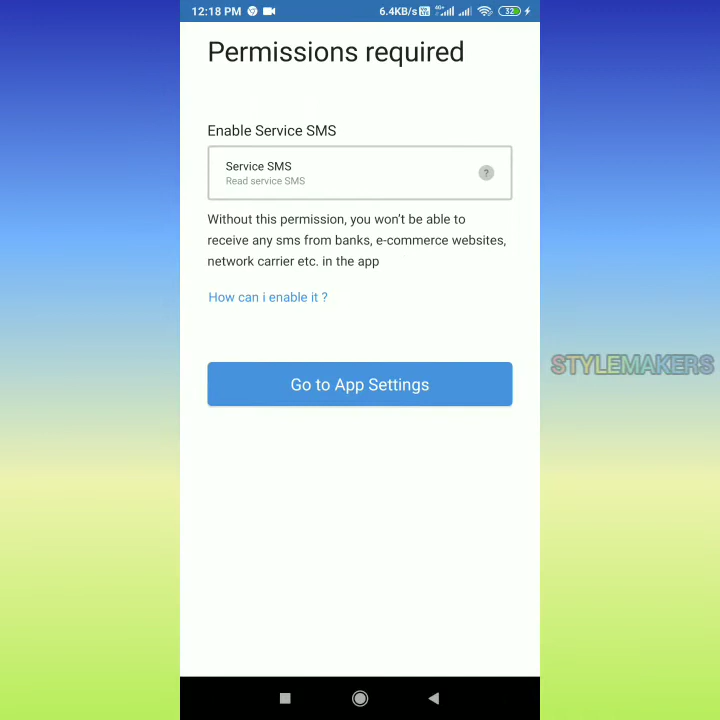 12:18 PM 6.4KB/s 4G+ 32
Permissions required
Enable Service SMS
Service SMS
?
Read service SMS
Without this permission, you won't be able to
receive any sms from banks, e-commerce websites,
network carrier etc. in the app
How can i enable it ?
STYLEMAKERS
Go to App Settings